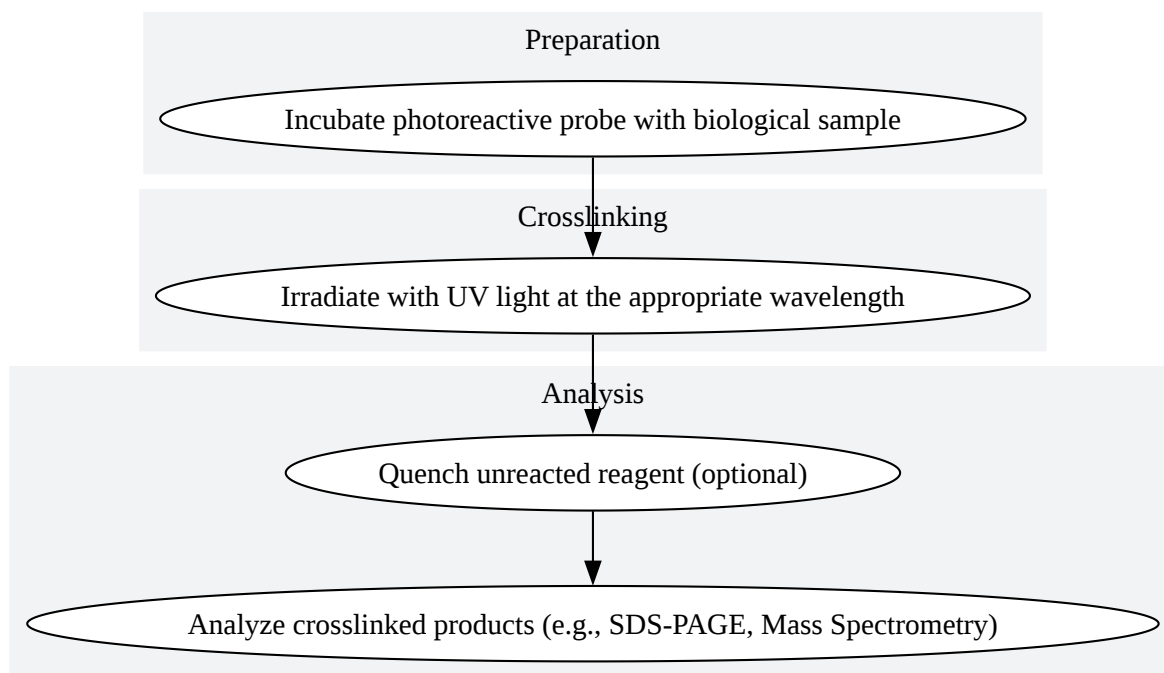 Preparation
Incubate photoreactive probe with biological sample
Crosslinking
Irradiate with UV light at the appropriate wavelength
Analysis
Quench unreacted reagent (optional)
Analyze crosslinked products (e.g., SDS-PAGE, Mass Spectrometry)